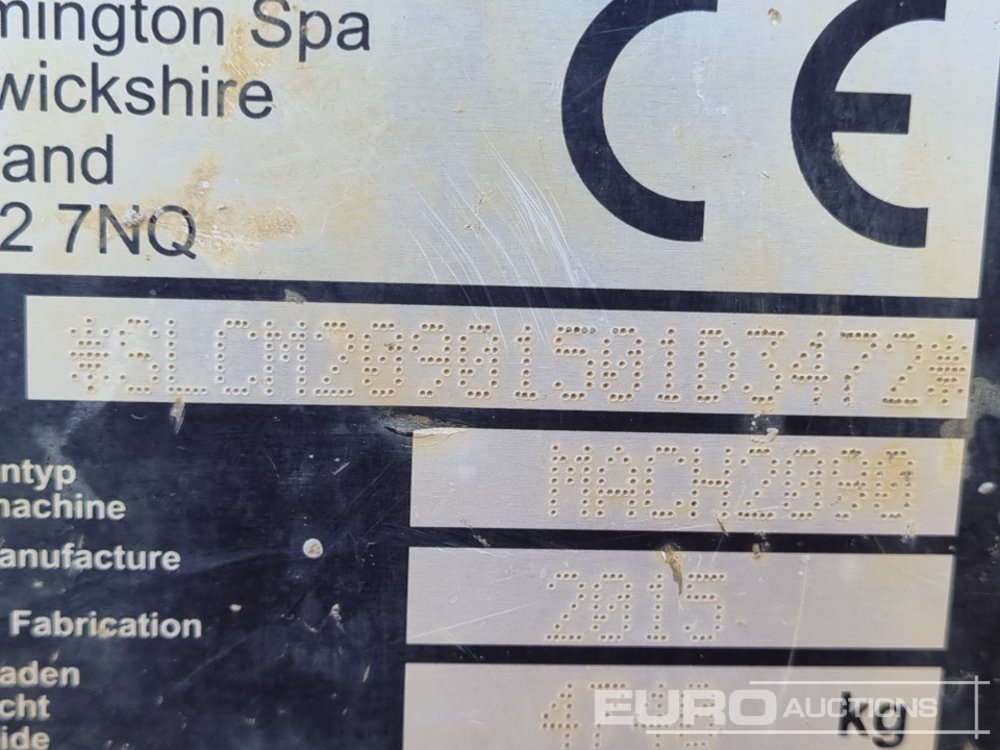 mington Spa
wickshire
and
2 7NQ
CE
*SLCM20901501D3472*
ntyp
machine
MACH2090
anufacture
Fabrication
2015
aden
cht
ide
kg
EURO AUCTIONS